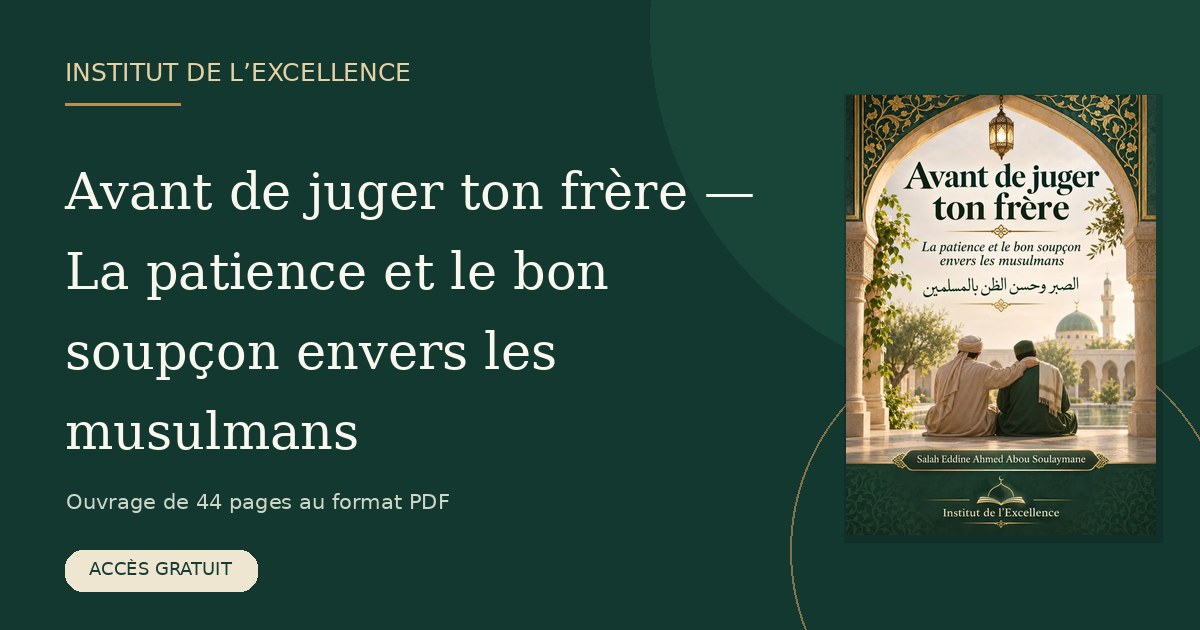 INSTITUT DE L’EXCELLENCE
Avant de juger ton frère —
La patience et le bon
soupçon envers les
musulmans
Ouvrage de 44 pages au format PDF
ACCÈS GRATUIT
Avant de juger
ton frère
La patience et le bon soupçon
envers les musulmans
الصبر وحسن الظن بالمسلمين
Salah Eddine Ahmed Abou Soulaymane
Institut de l’Excellence